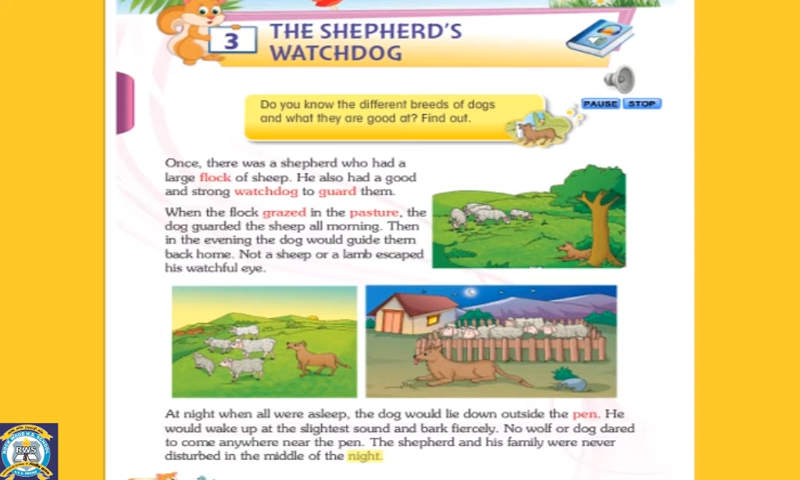 3
THE SHEPHERD'S
WATCHDOG
PAUSE STOP
Do you know the different breeds of dogs
and what they are good at? Find out.
Once, there was a shepherd who had a
large flock of sheep. He also had a good
and strong watchdog to guard them.
When the flock grazed in the pasture, the
dog guarded the sheep all morning. Then
in the evening the dog would guide them
back home. Not a sheep or a lamb escaped
his watchful eye.
At night when all were asleep, the dog would lie down outside the pen. He
would wake up at the slightest sound and bark fiercely. No wolf or dog dared
to come anywhere near the pen. The shepherd and his family were never
disturbed in the middle of the night.
RWS